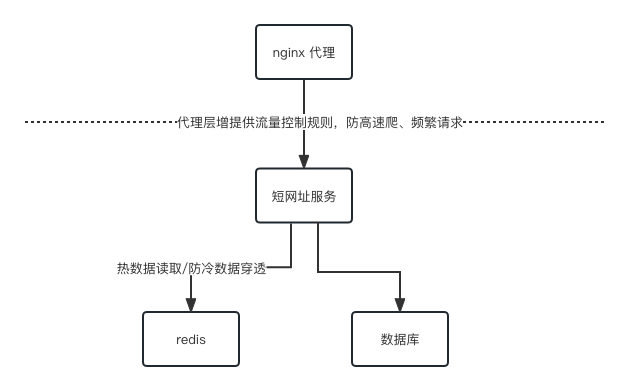 nginx 代理
代理层增提供流量控制规则，防高速爬、频繁请求
短网址服务
热数据读取/防冷数据穿透
redis
数据库